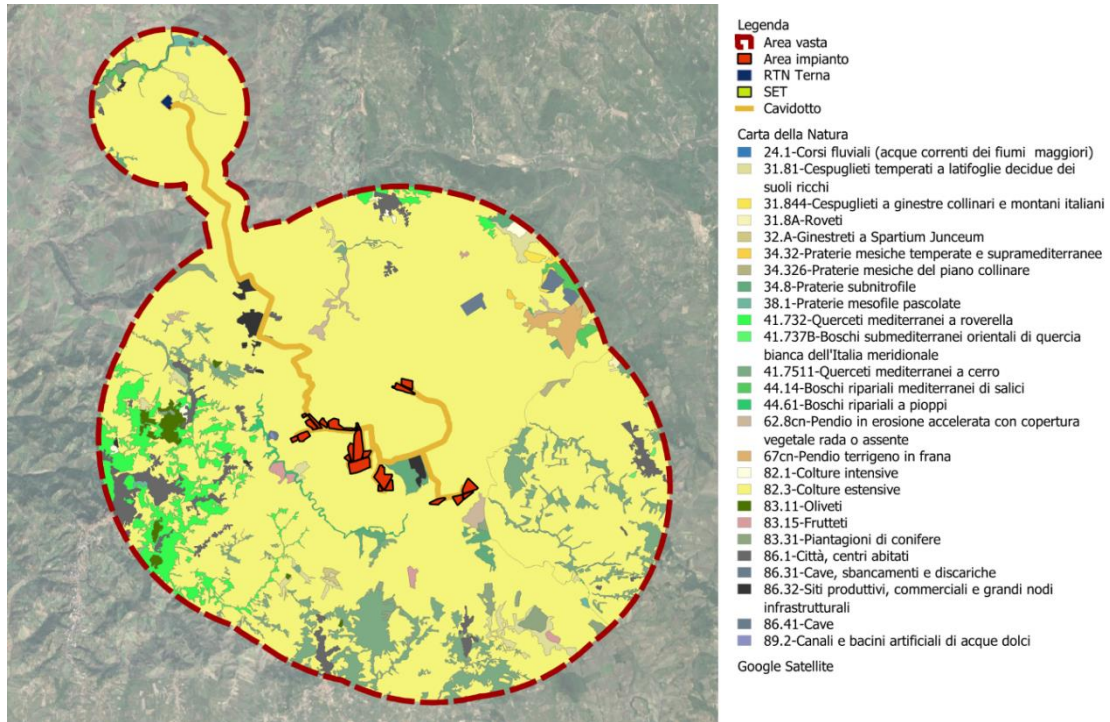 Legenda
Area vasta
Area impianto
RTN Terna
SET
Cavidotto
Carta della Natura
24.1-Corsi fluviali (acque correnti dei fiumi maggiori)
31.81-Cespuglieti temperati a latifoglie decidue dei
suoli ricchi
31.844-Cespuglieti a ginestre collinari e montani italiani
31.8A-Roveti
32.A-Ginestreti a Spartium Junceum
34.32-Praterie mesiche temperate e supramediterranee
34.326-Praterie mesiche del piano collinare
34.8-Praterie subnitrofile
38.1-Praterie mesofile pascolate
41.732-Querceti mediterranei a roverella
41.737B-Boschi submediterranei orientali di quercia
bianca dell'Italia meridionale
41.7511-Querceti mediterranei a cerro
44.14-Boschi ripariali mediterranei di salici
44.61-Boschi ripariali a pioppi
62.8cn-Pendio in erosione accelerata con copertura
vegetale rada o assente
67cn-Pendio terrigeno in frana
82.1-Colture intensive
82.3-Colture estensive
83.11-Oliveti
83.15-Frutteti
83.31-Piantagioni di conifere
86.1-Città, centri abitati
86.31-Cave, sbancamenti e discariche
86.32-Siti produttivi, commerciali e grandi nodi
infrastrutturali
86.41-Cave
89.2-Canali e bacini artificiali di acque dolci
Google Satellite